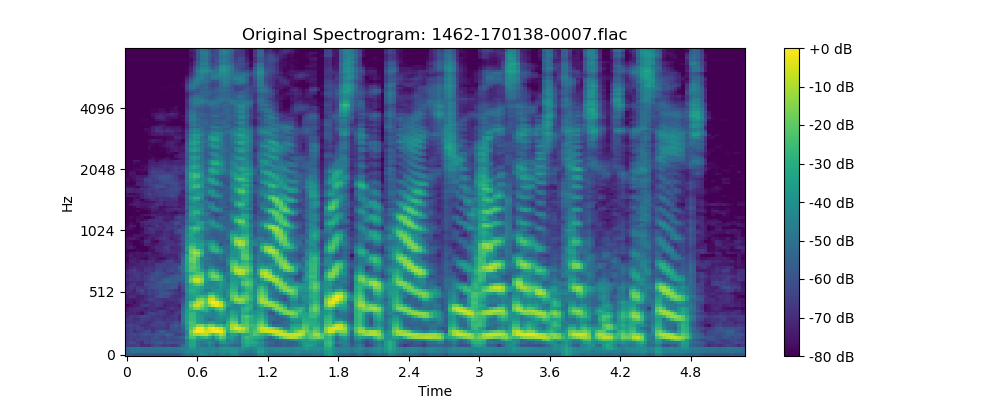 Original Spectrogram: 1462-170138-0007.flac
Hz
4096
2048
1024
512
0
0 0.6 1.2 1.8 2.4 3 3.6 4.2 4.8
Time
+0 dB
-10 dB
-20 dB
-30 dB
-40 dB
-50 dB
-60 dB
-70 dB
-80 dB